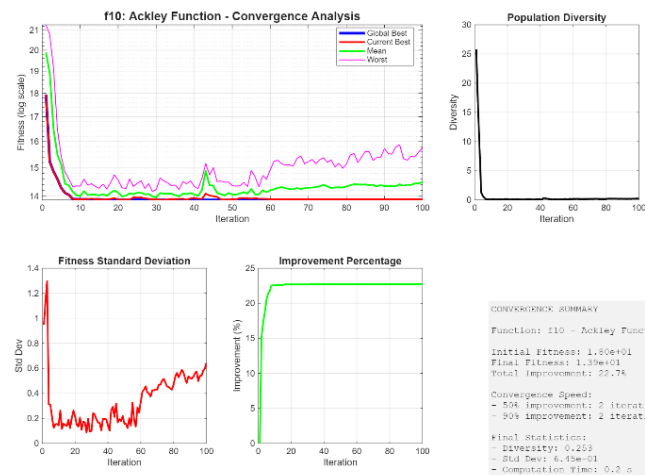 f10: Ackley Function - Convergence Analysis
Global Best
Current Best
Mean
Worst
Fitness (log scale)
21
20
19
18
17
16
15
14
0 10 20 30 40 50 60 70 80 90 100
Iteration
Population Diversity
Diversity
30
25
20
15
10
5
0
0 20 40 60 80 100
Iteration
Fitness Standard Deviation
Std Dev
1.4
1.2
1
0.8
0.6
0.4
0.2
0
0 20 40 60 80 100
Iteration
Improvement Percentage
Improvement (%)
25
20
15
10
5
0
0 20 40 60 80 100
Iteration
CONVERGENCE SUMMARY
Function: f10 - Ackley Funct
Initial Fitness: 1.80e+01
Final Fitness: 1.39e+01
Total Improvement: 22.7%
Convergence Speed:
- 50% improvement: 2 iterati
- 90% improvement: 2 iterati
Final Statistics:
- Diversity: 0.253
- Std Dev: 6.45e-01
- Computation Time: 0.2 s